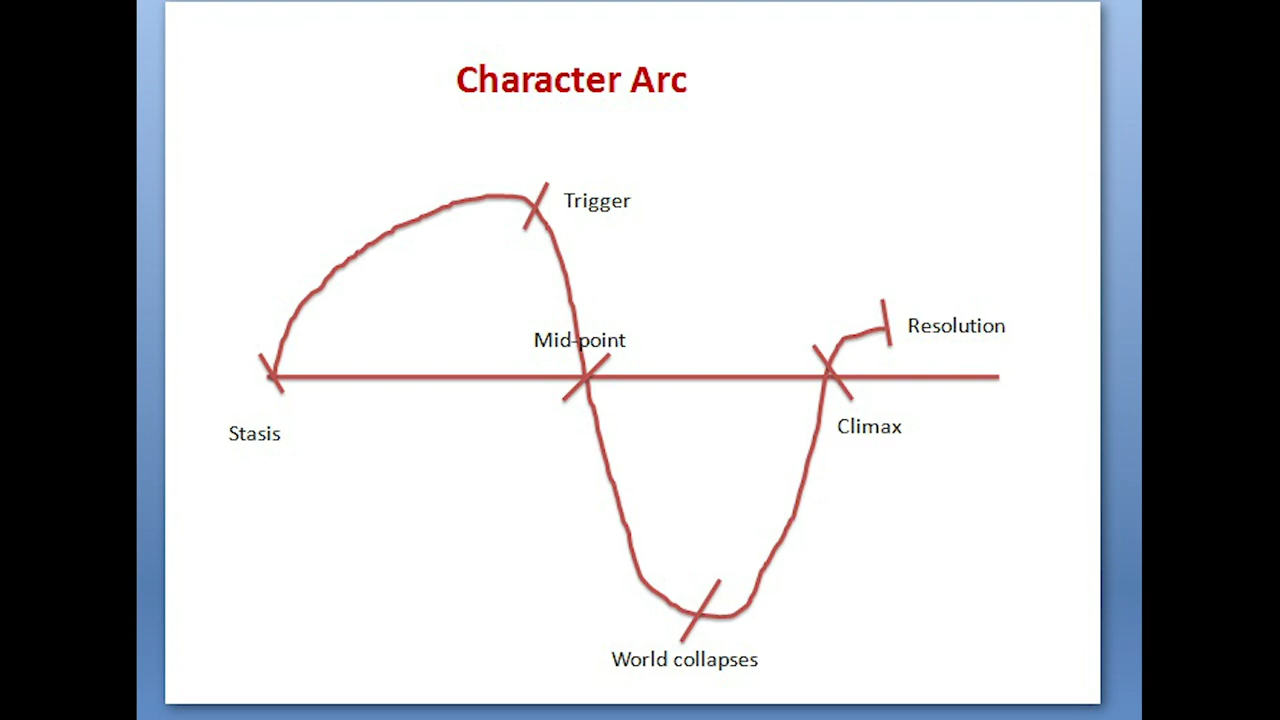 Character Arc
Trigger
Resolution
Mid-point
Climax
Stasis
World collapses